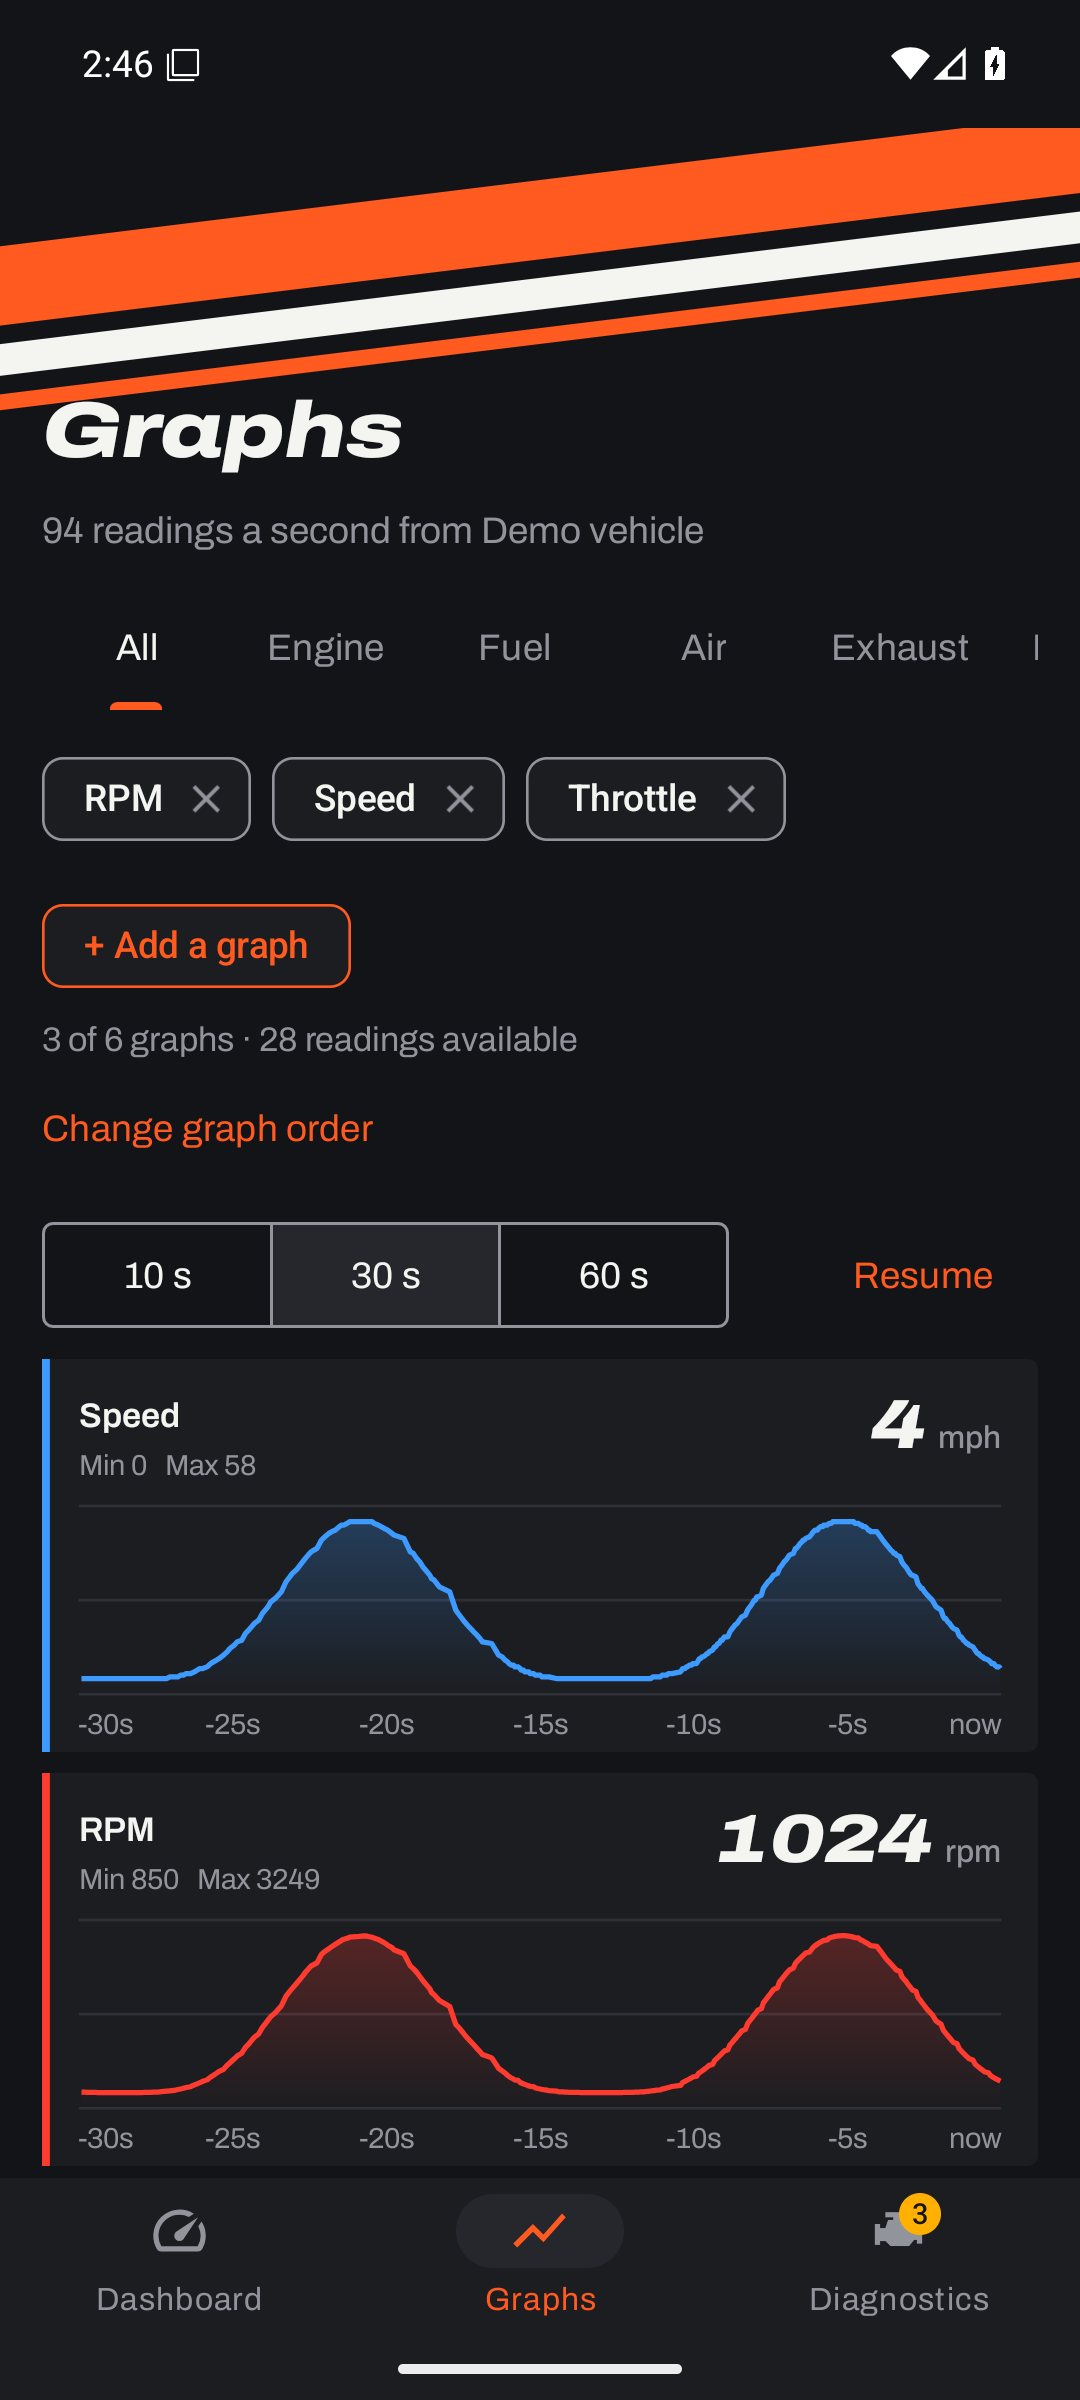 2:46
Graphs
94 readings a second from Demo vehicle
All Engine Fuel Air Exhaust
RPM Speed Throttle
+ Add a graph
3 of 6 graphs · 28 readings available
Change graph order
10 s 30 s 60 s Resume
Speed 4 mph
Min 0 Max 58
-30s -25s -20s -15s -10s -5s now
RPM 1024 rpm
Min 850 Max 3249
-30s -25s -20s -15s -10s -5s now
3
Dashboard Graphs Diagnostics